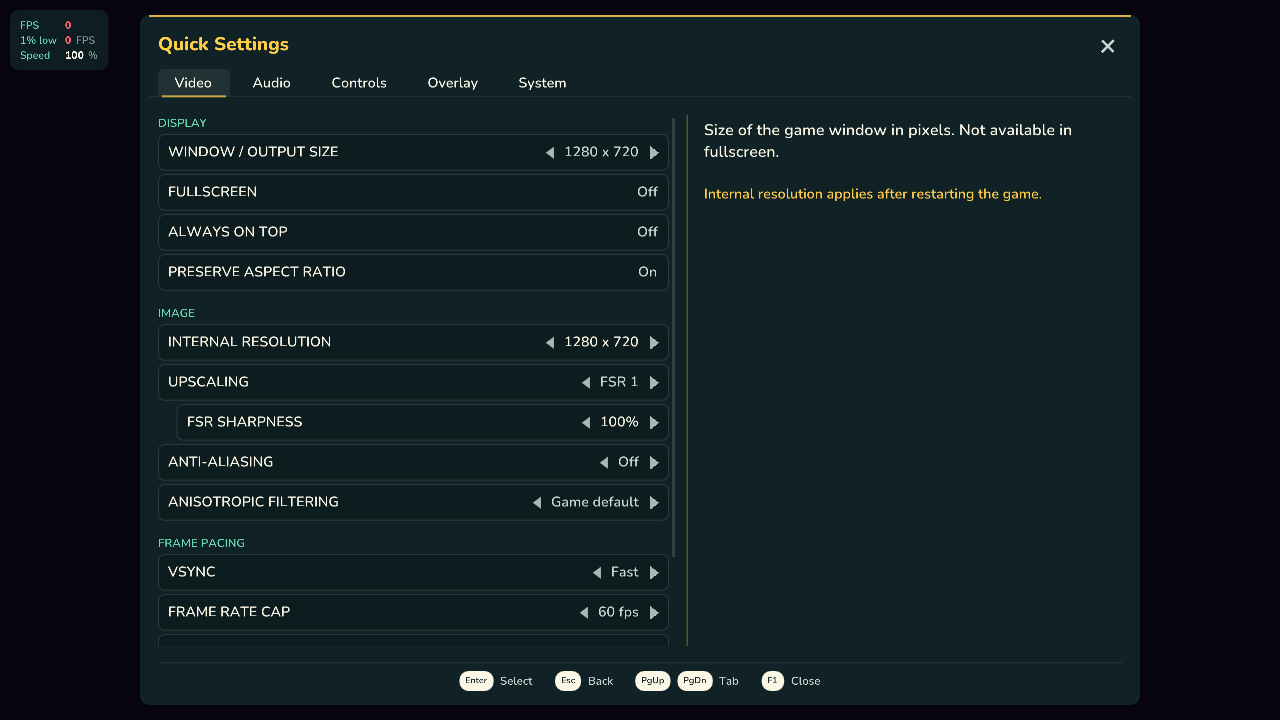 FPS 0
1% low 0 FPS
Speed 100 %
Quick Settings
Video Audio Controls Overlay System
DISPLAY
WINDOW / OUTPUT SIZE 1280 x 720
FULLSCREEN Off
ALWAYS ON TOP Off
PRESERVE ASPECT RATIO On
IMAGE
INTERNAL RESOLUTION 1280 x 720
UPSCALING FSR 1
FSR SHARPNESS 100%
ANTI-ALIASING Off
ANISOTROPIC FILTERING Game default
FRAME PACING
VSYNC Fast
FRAME RATE CAP 60 fps
Size of the game window in pixels. Not available in
fullscreen.
Internal resolution applies after restarting the game.
Enter Select Esc Back PgUp PgDn Tab F1 Close